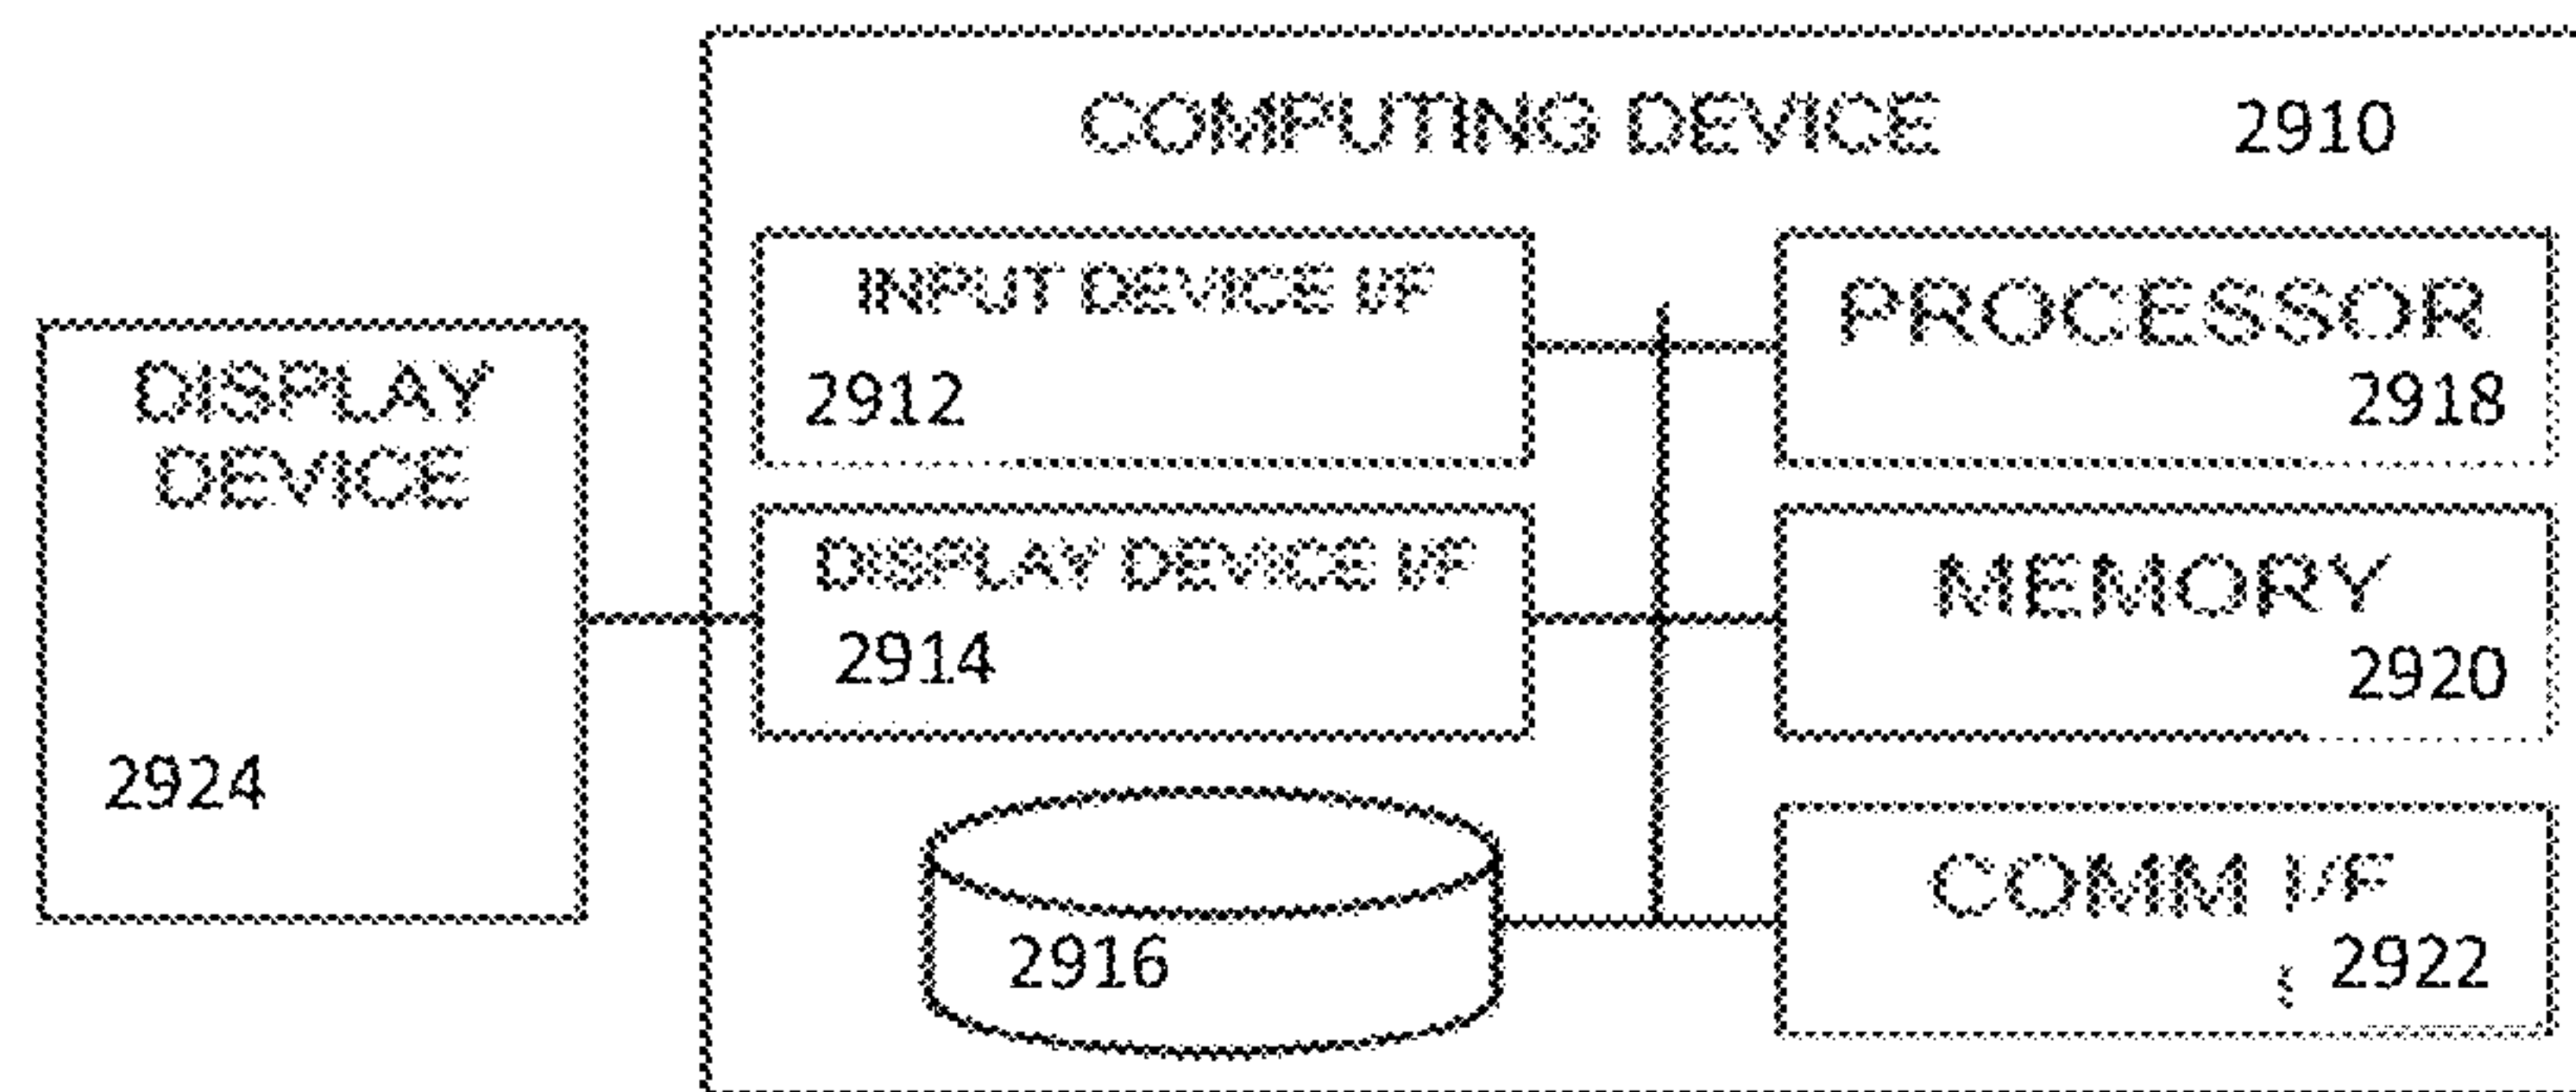 COMPUTING DEVICE 2910
INPUT DEVICE I/F
2912
PROCESSOR
2918
DISPLAY
DEVICE
2924
DISPLAY DEVICE I/F
2914
MEMORY
2920
2916
COMM I/F
2922